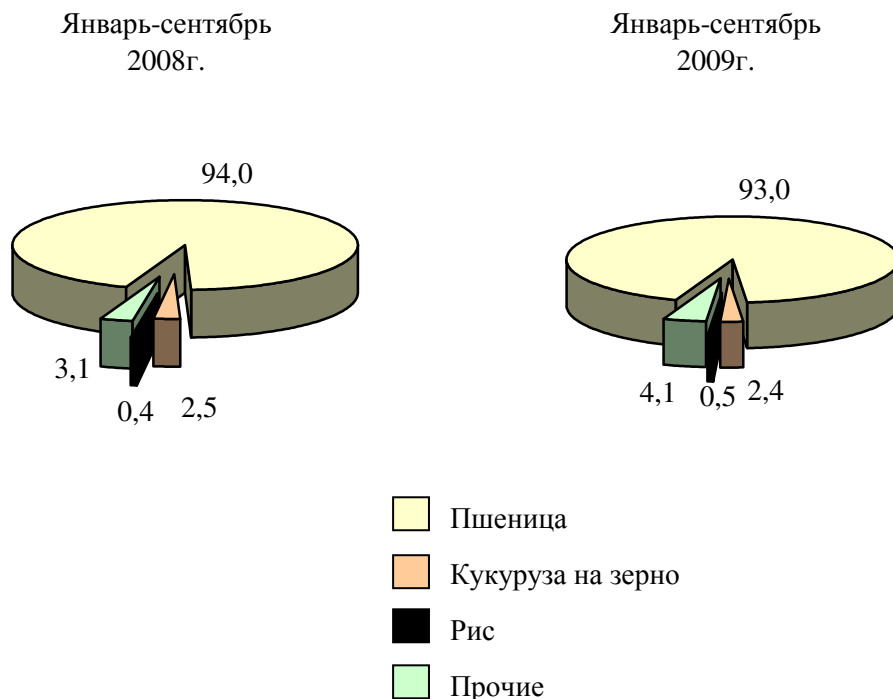 Январь-сентябрь
2008г.
Январь-сентябрь
2009г.
94,0
3,1
0,4
2,5
93,0
4,1
0,5
2,4
Пшеница
Кукуруза на зерно
Рис
Прочие